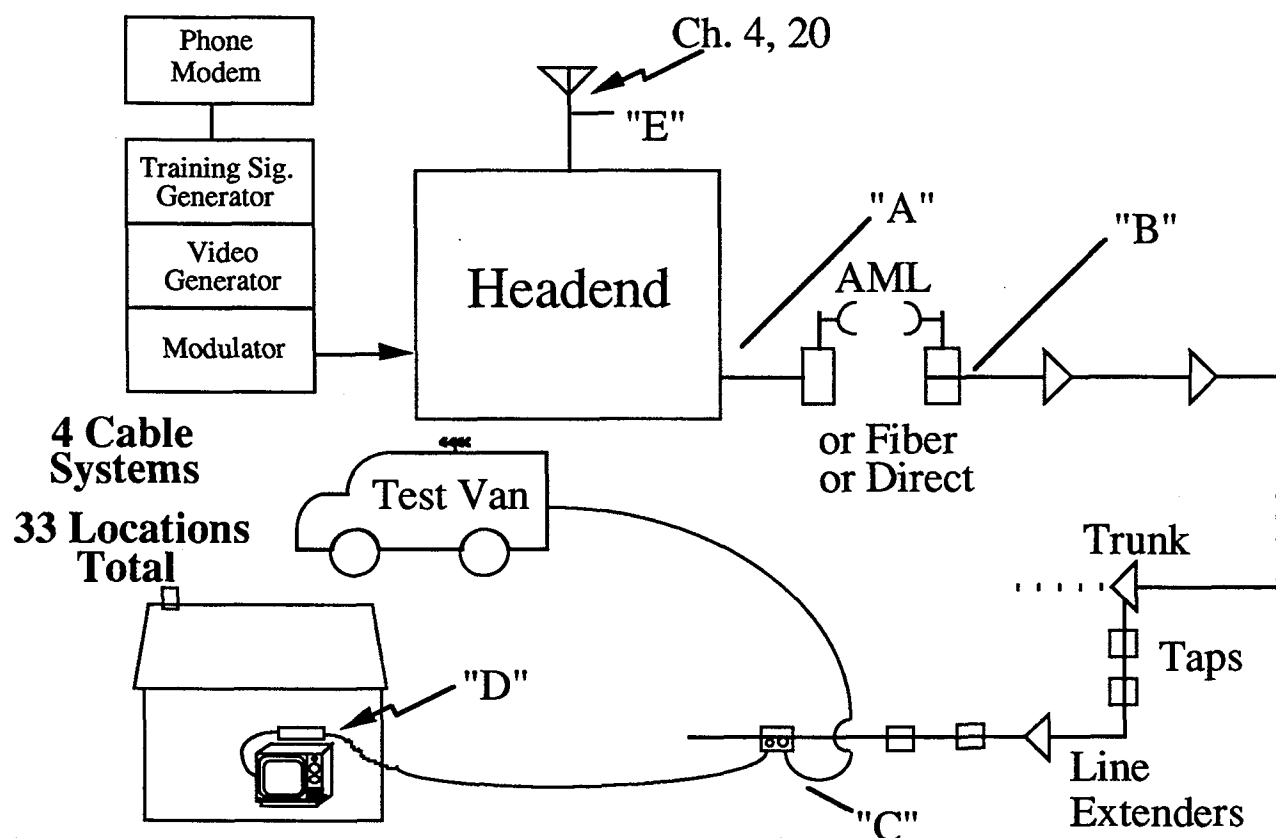 Phone
Modem
Training Sig.
Generator
Video
Generator
Modulator
Ch. 4, 20
"E"
Headend
"A"
AML
"B"
or Fiber
or Direct
4 Cable
Systems
33 Locations
Total
Test Van
Trunk
Taps
"D"
Line
Extenders
"C"